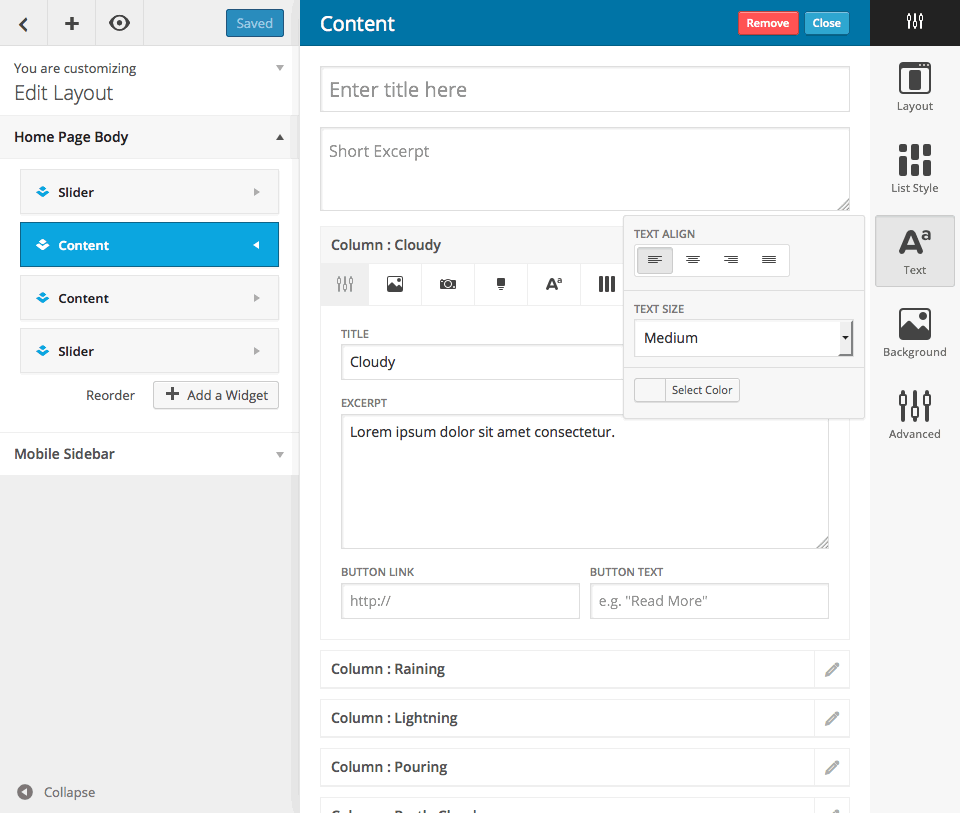 Saved
You are customizing
Edit Layout
Home Page Body
Slider
Content
Content
Slider
Reorder
Add a Widget
Mobile Sidebar
Collapse
Content
Remove
Close
Enter title here
Short Excerpt
Column : Cloudy
Aa
TITLE
Cloudy
EXCERPT
Lorem ipsum dolor sit amet consectetur.
BUTTON LINK
BUTTON TEXT
http://
e.g. "Read More"
Column : Raining
Column : Lightning
Column : Pouring
TEXT ALIGN
TEXT SIZE
Medium
Select Color
Layout
List Style
Aa
Text
Background
Advanced